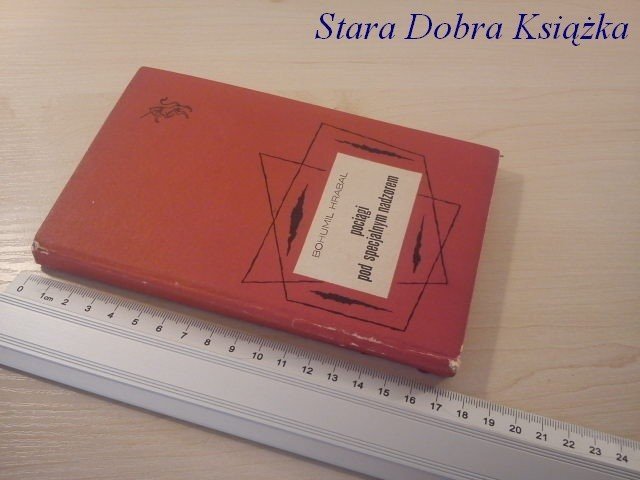 Stara Dobra Książka
BOHUMIL HRABAL
pociągi
pod specjalnym nadzorem
0 1cm 2 3 4 5 6 7 8 9 10 11 12 13 14 15 16 17 18 19 20 21 22 23 24